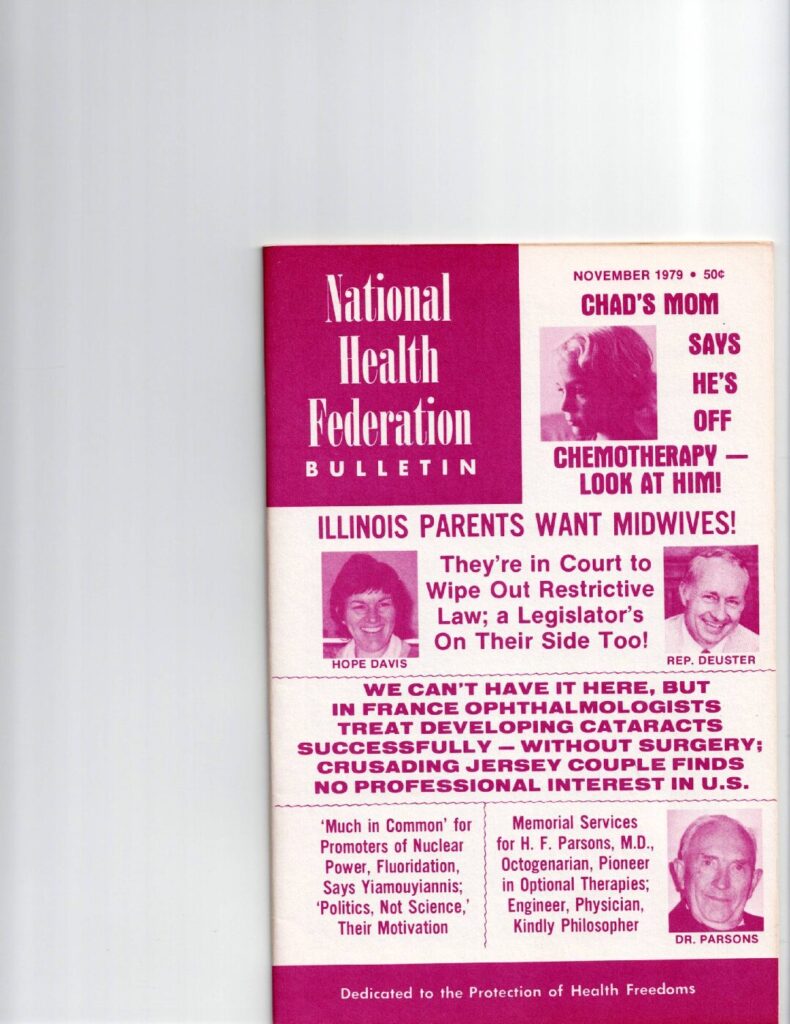 National
Health
Federation
BULLETIN
NOVEMBER 1979 • 50¢
CHAD'S MOM
SAYS
HE'S
OFF
CHEMOTHERAPY —
LOOK AT HIM!
ILLINOIS PARENTS WANT MIDWIVES!
They're in Court to
Wipe Out Restrictive
Law; a Legislator's
On Their Side Too!
HOPE DAVIS
REP. DEUSTER
WE CAN'T HAVE IT HERE, BUT
IN FRANCE OPHTHALMOLOGISTS
TREAT DEVELOPING CATARACTS
SUCCESSFULLY — WITHOUT SURGERY;
CRUSADING JERSEY COUPLE FINDS
NO PROFESSIONAL INTEREST IN U.S.
'Much in Common' for
Promoters of Nuclear
Power, Fluoridation,
Says Yiamouyiannis;
'Politics, Not Science,'
Their Motivation
Memorial Services
for H. F. Parsons, M.D.,
Octogenarian, Pioneer
in Optional Therapies;
Engineer, Physician,
Kindly Philosopher
DR. PARSONS
Dedicated to the Protection of Health Freedoms